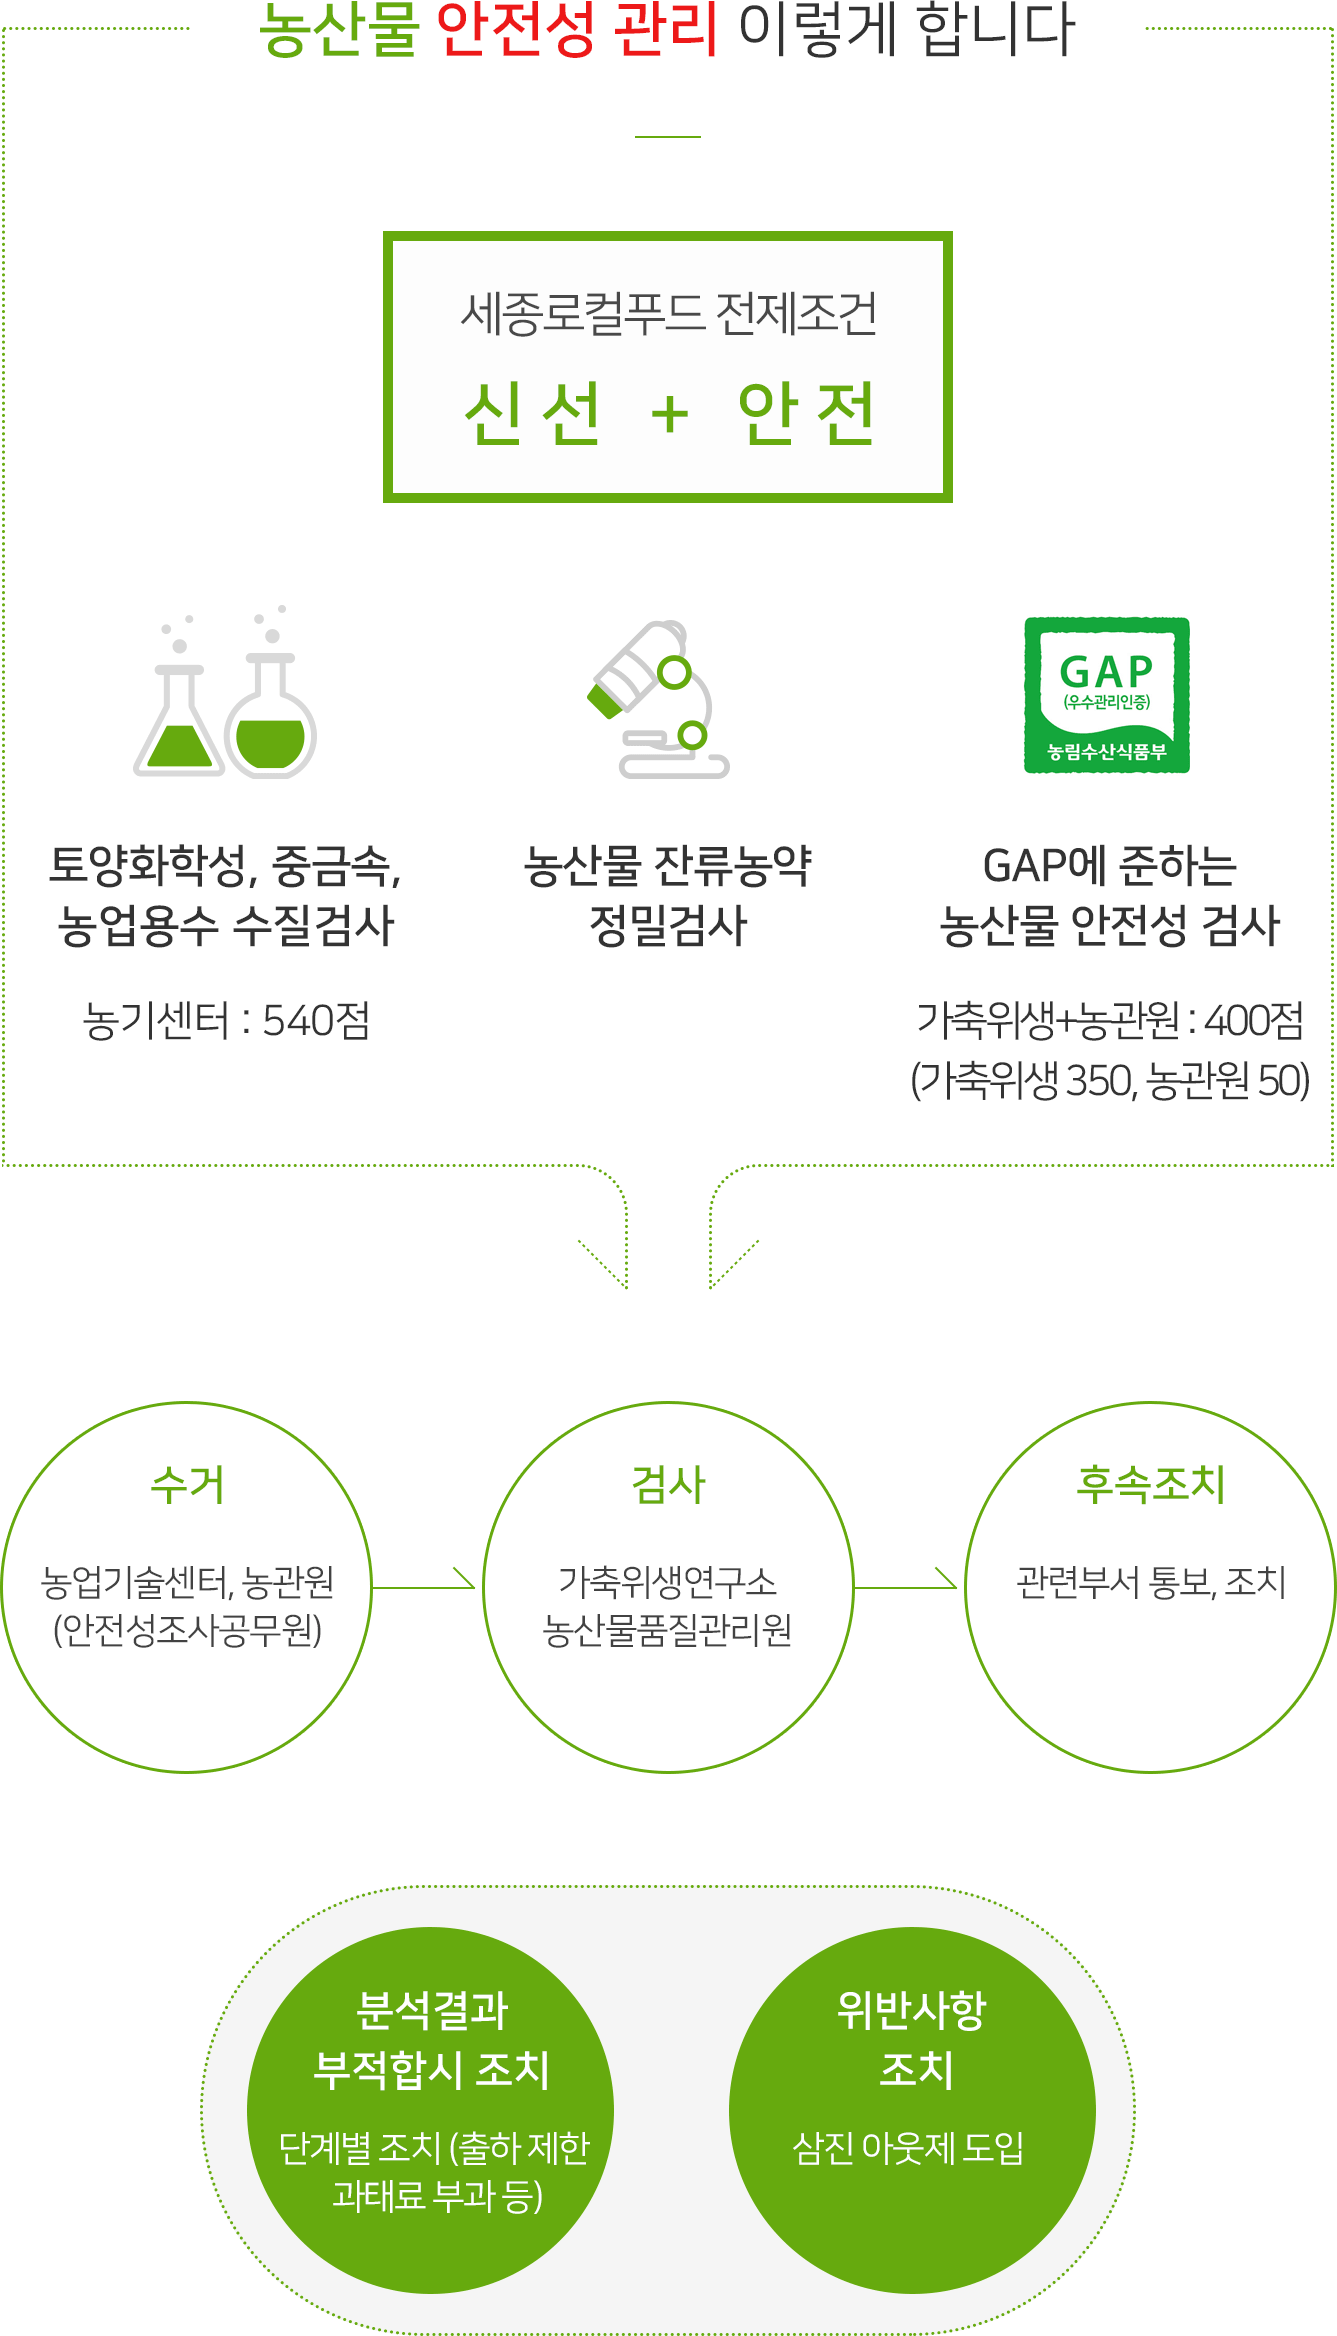 농산물 안전성 관리 이렇게 합니다
세종로컬푸드 전제조건
신선 + 안전
GAP
(우수관리인증)
농림수산식품부
토양화학성, 중금속,
농업용수 수질검사
농기센터 : 540점
농산물 잔류농약
정밀검사
GAP에 준하는
농산물 안전성 검사
가축위생+농관원 : 400점
(가축위생 350, 농관원 50)
수거
농업기술센터, 농관원
(안전성조사공무원)
검사
가축위생연구소
농산물품질관리원
후속조치
관련부서 통보, 조치
분석결과
부적합시 조치
단계별 조치 (출하 제한
과태료 부과 등)
위반사항
조치
삼진 아웃제 도입